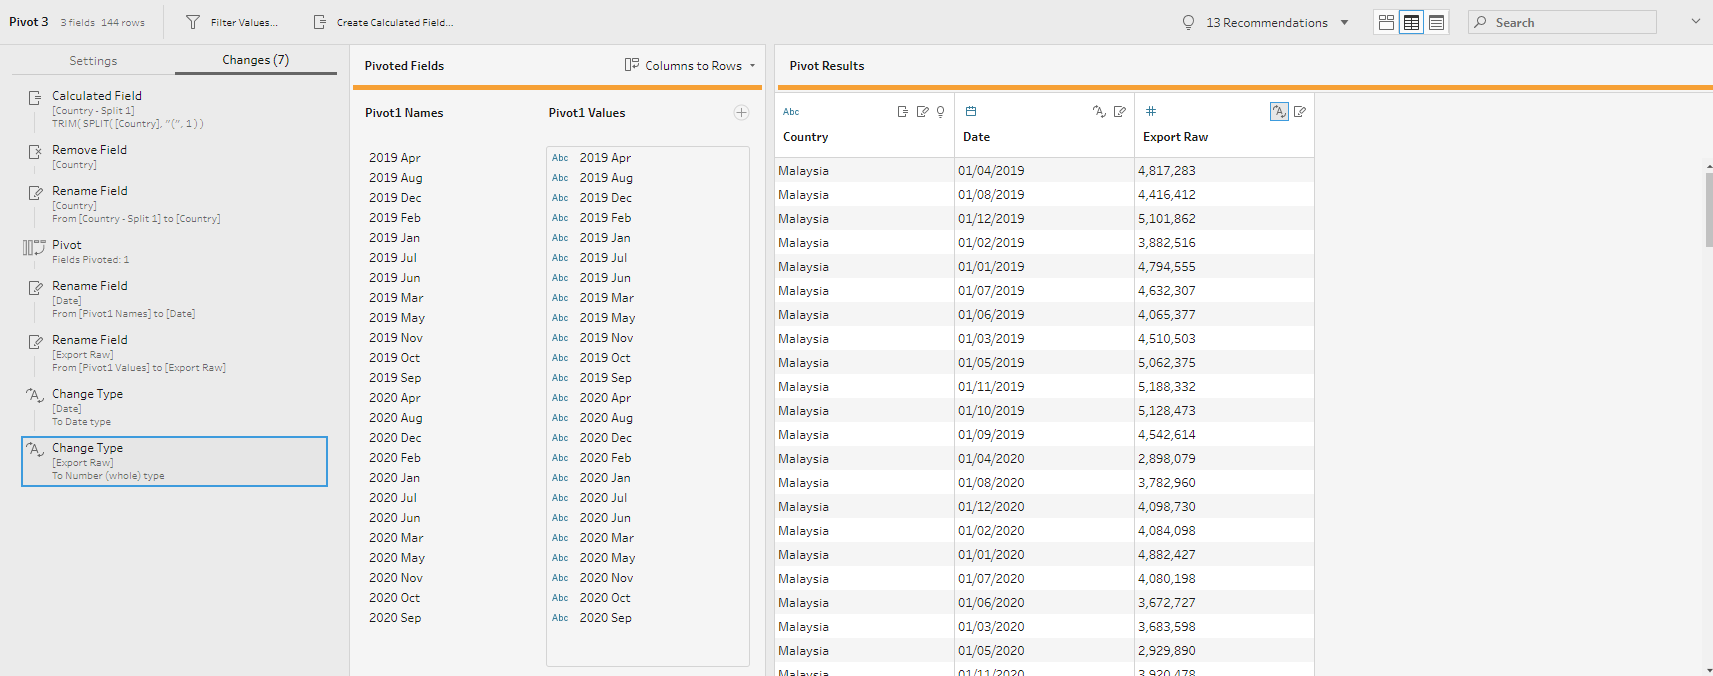 Pivot 3 3 fields 144 rows Filter Values... Create Calculated Field... 13 Recommendations Search
Settings Changes (7)
Calculated Field
[Country - Split 1]
TRIM( SPLIT( [Country], "(", 1 ) )
Remove Field
[Country]
Rename Field
[Country]
From [Country - Split 1] to [Country]
Pivot
Fields Pivoted: 1
Rename Field
[Date]
From [Pivot1 Names] to [Date]
Rename Field
[Export Raw]
From [Pivot1 Values] to [Export Raw]
Change Type
[Date]
To Date type
Change Type
[Export Raw]
To Number (whole) type
Pivoted Fields Columns to Rows
Pivot1 Names Pivot1 Values
2019 Apr Abc 2019 Apr
2019 Aug Abc 2019 Aug
2019 Dec Abc 2019 Dec
2019 Feb Abc 2019 Feb
2019 Jan Abc 2019 Jan
2019 Jul Abc 2019 Jul
2019 Jun Abc 2019 Jun
2019 Mar Abc 2019 Mar
2019 May Abc 2019 May
2019 Nov Abc 2019 Nov
2019 Oct Abc 2019 Oct
2019 Sep Abc 2019 Sep
2020 Apr Abc 2020 Apr
2020 Aug Abc 2020 Aug
2020 Dec Abc 2020 Dec
2020 Feb Abc 2020 Feb
2020 Jan Abc 2020 Jan
2020 Jul Abc 2020 Jul
2020 Jun Abc 2020 Jun
2020 Mar Abc 2020 Mar
2020 May Abc 2020 May
2020 Nov Abc 2020 Nov
2020 Oct Abc 2020 Oct
2020 Sep Abc 2020 Sep
Pivot Results
Abc #
Country Date Export Raw
Malaysia 01/04/2019 4,817,283
Malaysia 01/08/2019 4,416,412
Malaysia 01/12/2019 5,101,862
Malaysia 01/02/2019 3,882,516
Malaysia 01/01/2019 4,794,555
Malaysia 01/07/2019 4,632,307
Malaysia 01/06/2019 4,065,377
Malaysia 01/03/2019 4,510,503
Malaysia 01/05/2019 5,062,375
Malaysia 01/11/2019 5,188,332
Malaysia 01/10/2019 5,128,473
Malaysia 01/09/2019 4,542,614
Malaysia 01/04/2020 2,898,079
Malaysia 01/08/2020 3,782,960
Malaysia 01/12/2020 4,098,730
Malaysia 01/02/2020 4,084,098
Malaysia 01/01/2020 4,882,427
Malaysia 01/07/2020 4,080,198
Malaysia 01/06/2020 3,672,727
Malaysia 01/03/2020 3,683,598
Malaysia 01/05/2020 2,929,890
Malaysia 01/11/2020 3,920,478